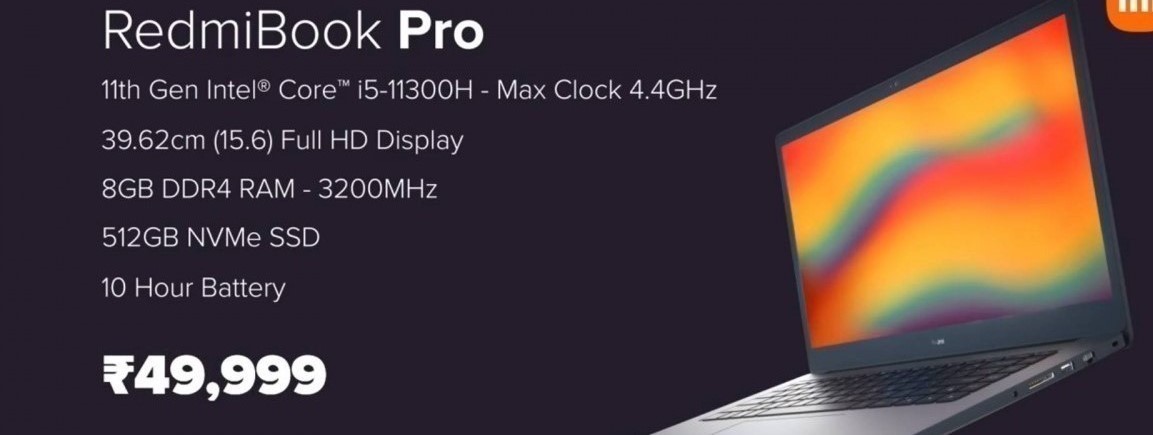 RedmiBook Pro
11th Gen Intel® Core™ i5-11300H - Max Clock 4.4GHz
39.62cm (15.6) Full HD Display
8GB DDR4 RAM - 3200MHz
512GB NVMe SSD
10 Hour Battery
₹49,999